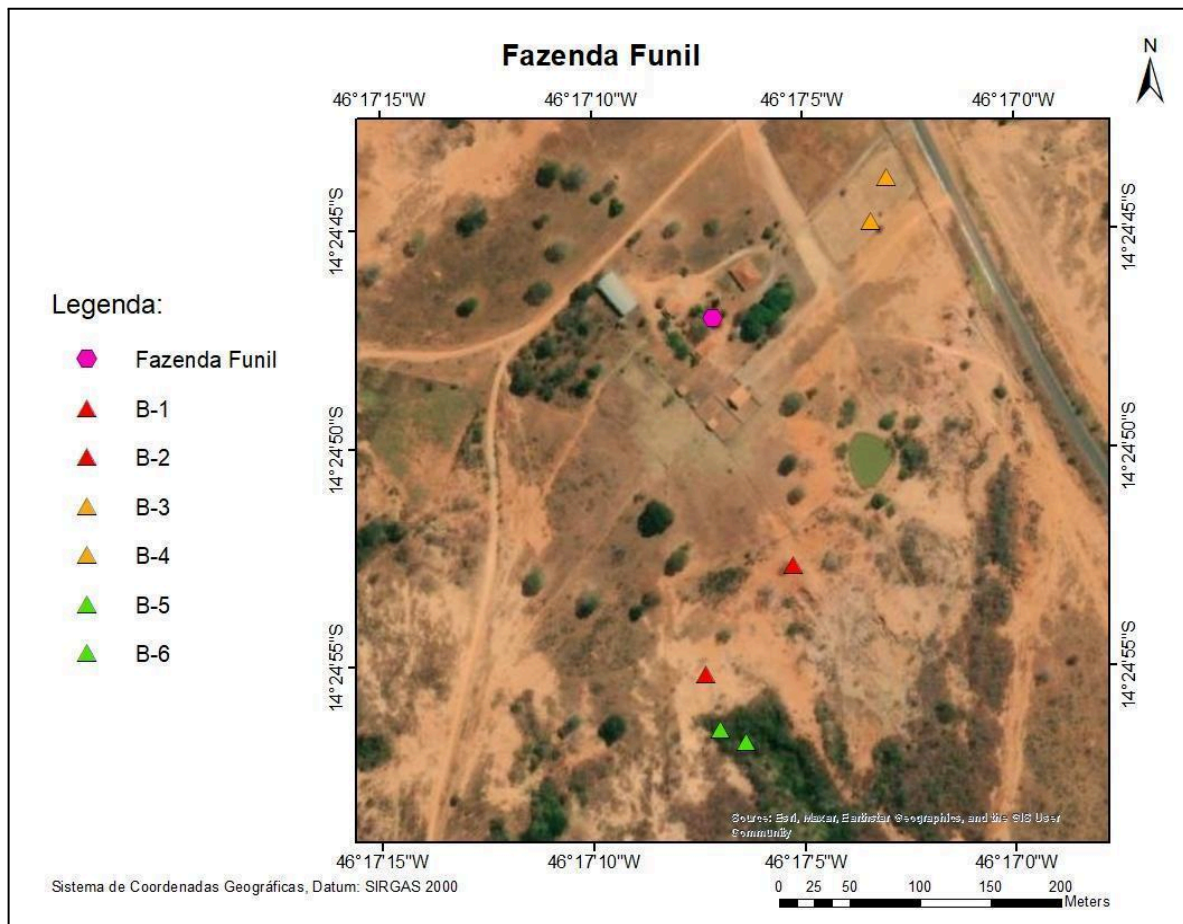 Fazenda Funil
N
46°17'15"W 46°17'10"W 46°17'5"W 46°17'0"W
14°24'45"S
14°24'45"S
Legenda:
Fazenda Funil
B-1
B-2
14°24'50"S
14°24'50"S
B-3
B-4
B-5
B-6
14°24'55"S
14°24'55"S
Source: Esri, Maxar, Earthstar Geographics, and the GIS User
Community
46°17'15"W 46°17'10"W 46°17'5"W 46°17'0"W
Sistema de Coordenadas Geográficas, Datum: SIRGAS 2000
0 25 50 100 150 200
Meters